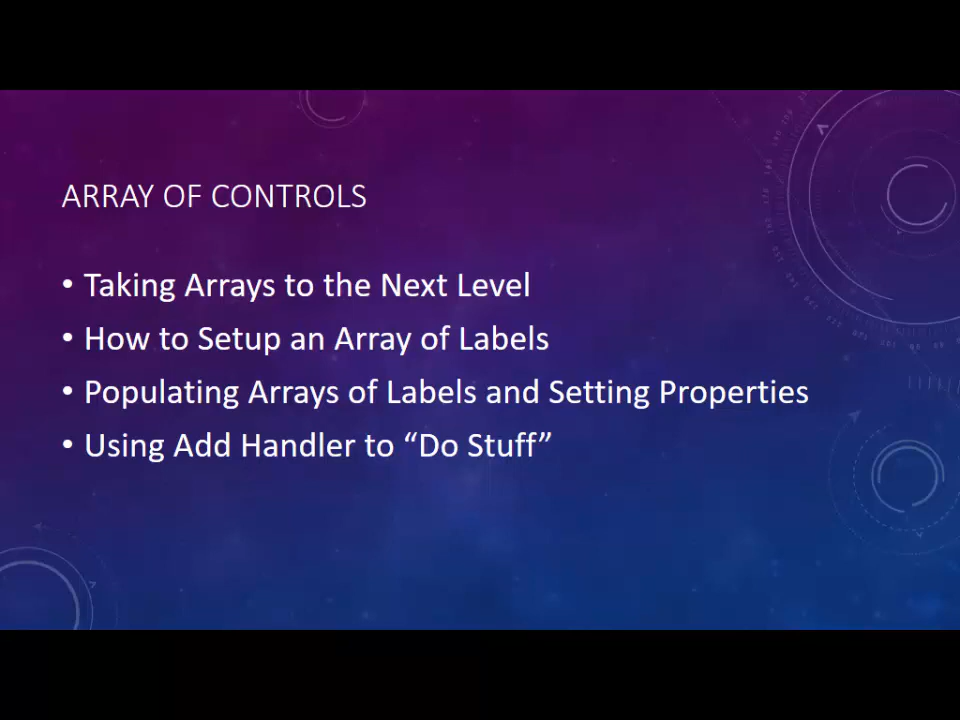 ARRAY OF CONTROLS
• Taking Arrays to the Next Level
• How to Setup an Array of Labels
• Populating Arrays of Labels and Setting Properties
• Using Add Handler to “Do Stuff”